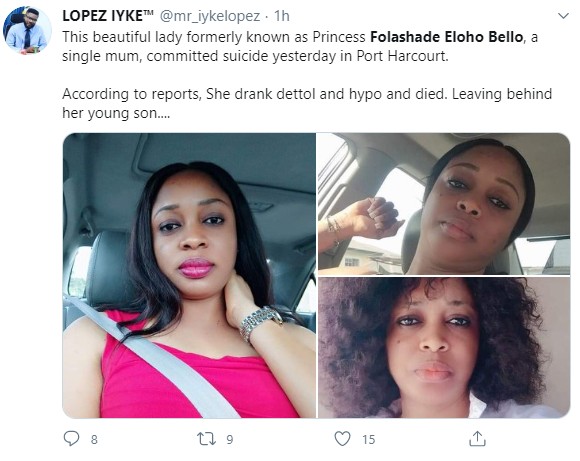 LOPEZ IYKE™ @mr_iykelopez · 1h
This beautiful lady formerly known as Princess Folashade Eloho Bello, a
single mum, committed suicide yesterday in Port Harcourt.
According to reports, She drank dettol and hypo and died. Leaving behind
her young son....
8 9 15